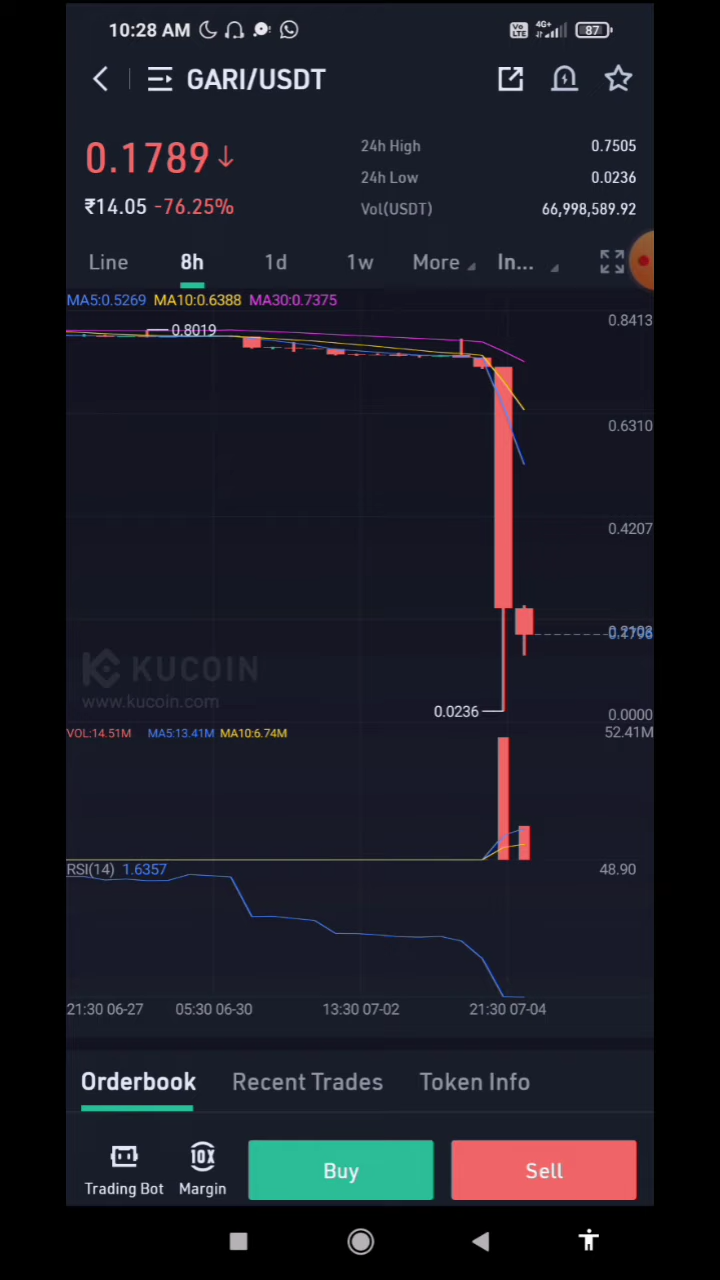 10:28 AM
Vo LTE 4G+ 87
GARI/USDT
0.1789↓
₹14.05 -76.25%
24h High 0.7505
24h Low 0.0236
Vol(USDT) 66,998,589.92
Line 8h 1d 1w More In...
MA5:0.5269 MA10:0.6388 MA30:0.7375
0.8413
0.8019
0.6310
0.4207
KUCOIN
www.kucoin.com
0.0236
0.0000
VOL:14.51M MA5:13.41M MA10:6.74M
52.41M
RSI(14) 1.6357
48.90
21:30 06-27 05:30 06-30 13:30 07-02 21:30 07-04
Orderbook Recent Trades Token Info
10X
Trading Bot Margin Buy Sell